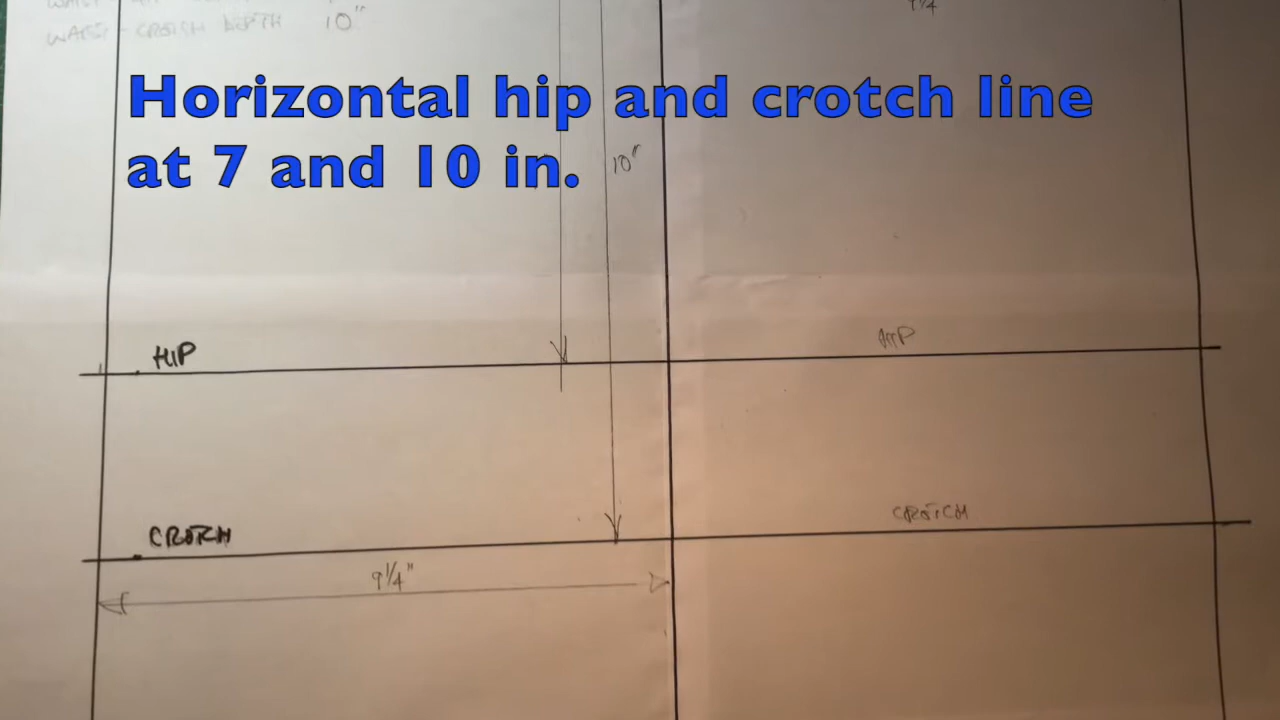 WAIST - CROTCH DEPTH 10"
Horizontal hip and crotch line
at 7 and 10 in.
10"
HIP
HIP
CROTCH
CROTCH
9 1/4"